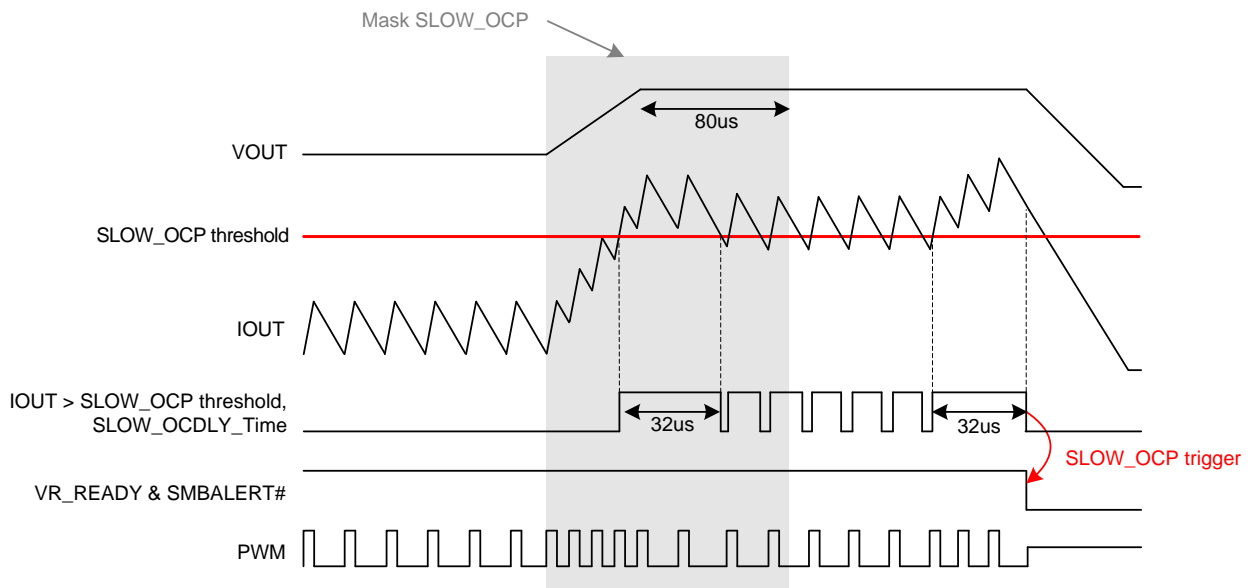 Mask SLOW_OCP
80us
VOUT
SLOW_OCP threshold
IOUT
IOUT > SLOW_OCP threshold,
SLOW_OCDLY_Time
32us
32us
SLOW_OCP trigger
VR_READY & SMBALERT#
PWM